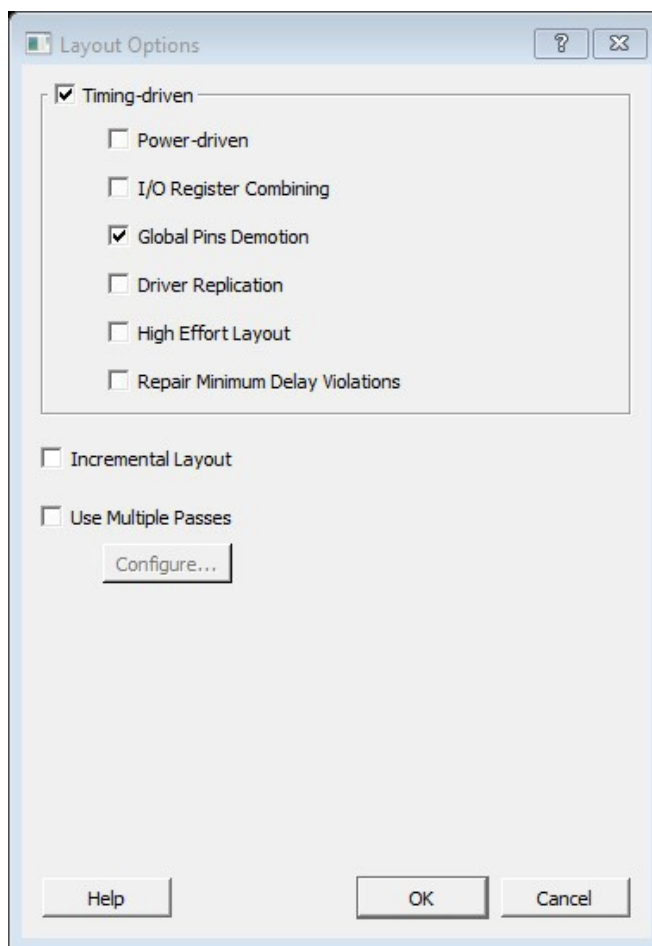 Layout Options
Timing-driven
Power-driven
I/O Register Combining
Global Pins Demotion
Driver Replication
High Effort Layout
Repair Minimum Delay Violations
Incremental Layout
Use Multiple Passes
Configure...
Help OK Cancel